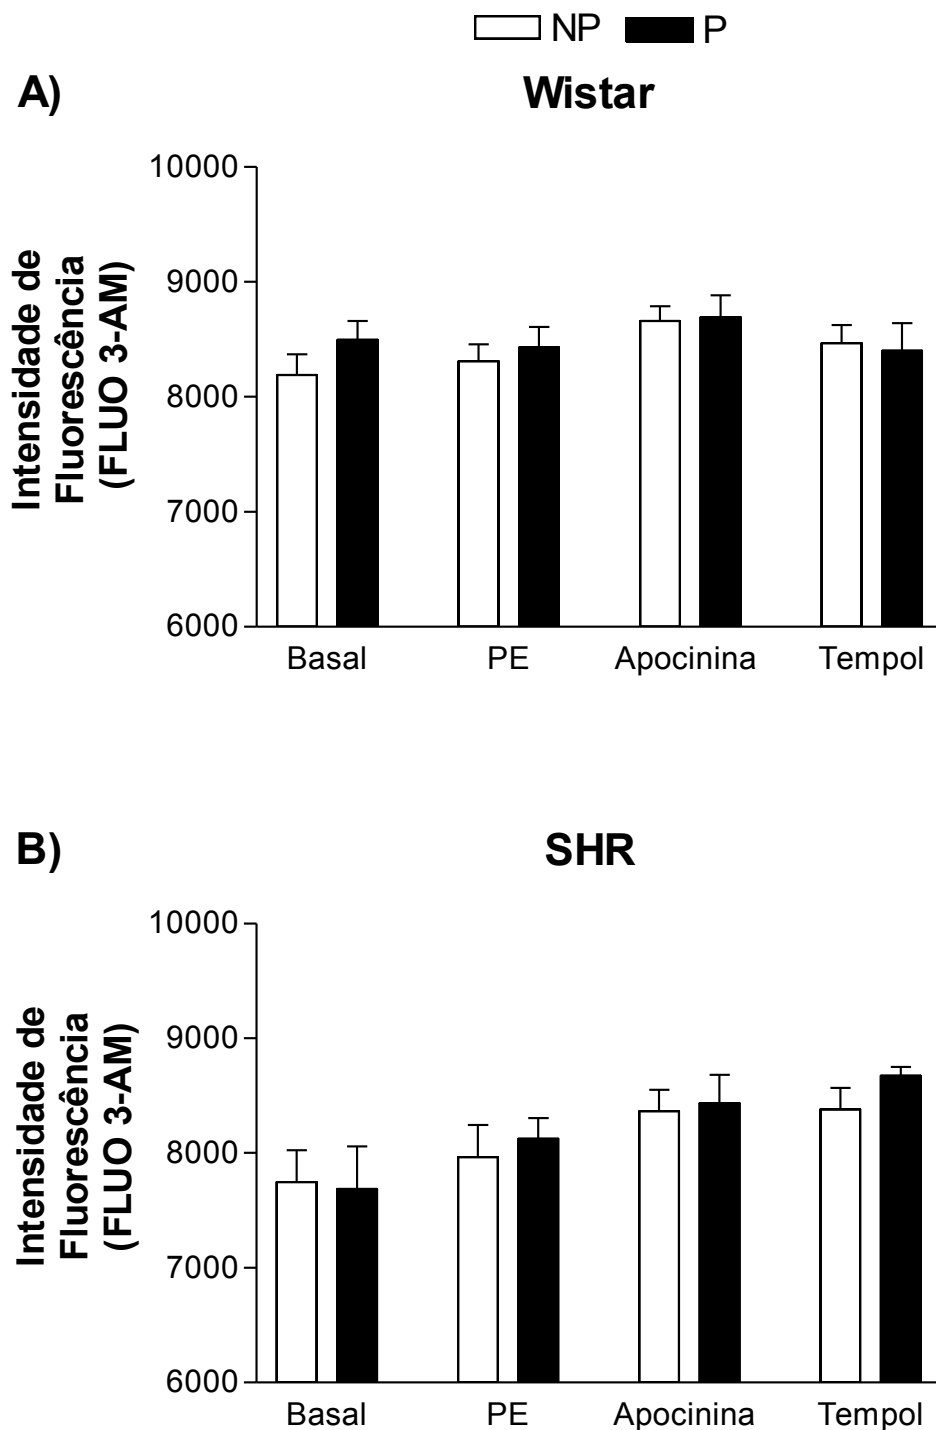 NP P
A) Wistar
Intensidade de
Fluorescência
(FLUO 3-AM)
10000
9000
8000
7000
6000
Basal PE Apocinina Tempol
B) SHR
Intensidade de
Fluorescência
(FLUO 3-AM)
10000
9000
8000
7000
6000
Basal PE Apocinina Tempol